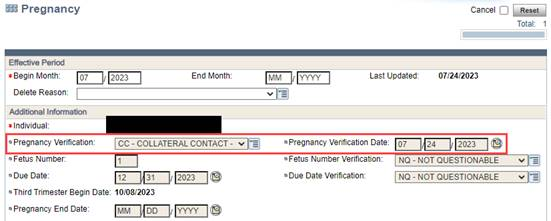 Pregnancy Cancel Reset
Total: 1
Effective Period
Begin Month: 07 / 2023 End Month: MM / YYYY Last Updated: 07/24/2023
Delete Reason:
Additional Information
Individual:
Pregnancy Verification: CC - COLLATERAL CONTACT - Pregnancy Verification Date: 07 / 24 / 2023
Fetus Number: 1 Fetus Number Verification: NQ - NOT QUESTIONABLE
Due Date: 12 / 31 / 2023 Due Date Verification: NQ - NOT QUESTIONABLE
Third Trimester Begin Date: 10/08/2023
Pregnancy End Date: MM / DD / YYYY